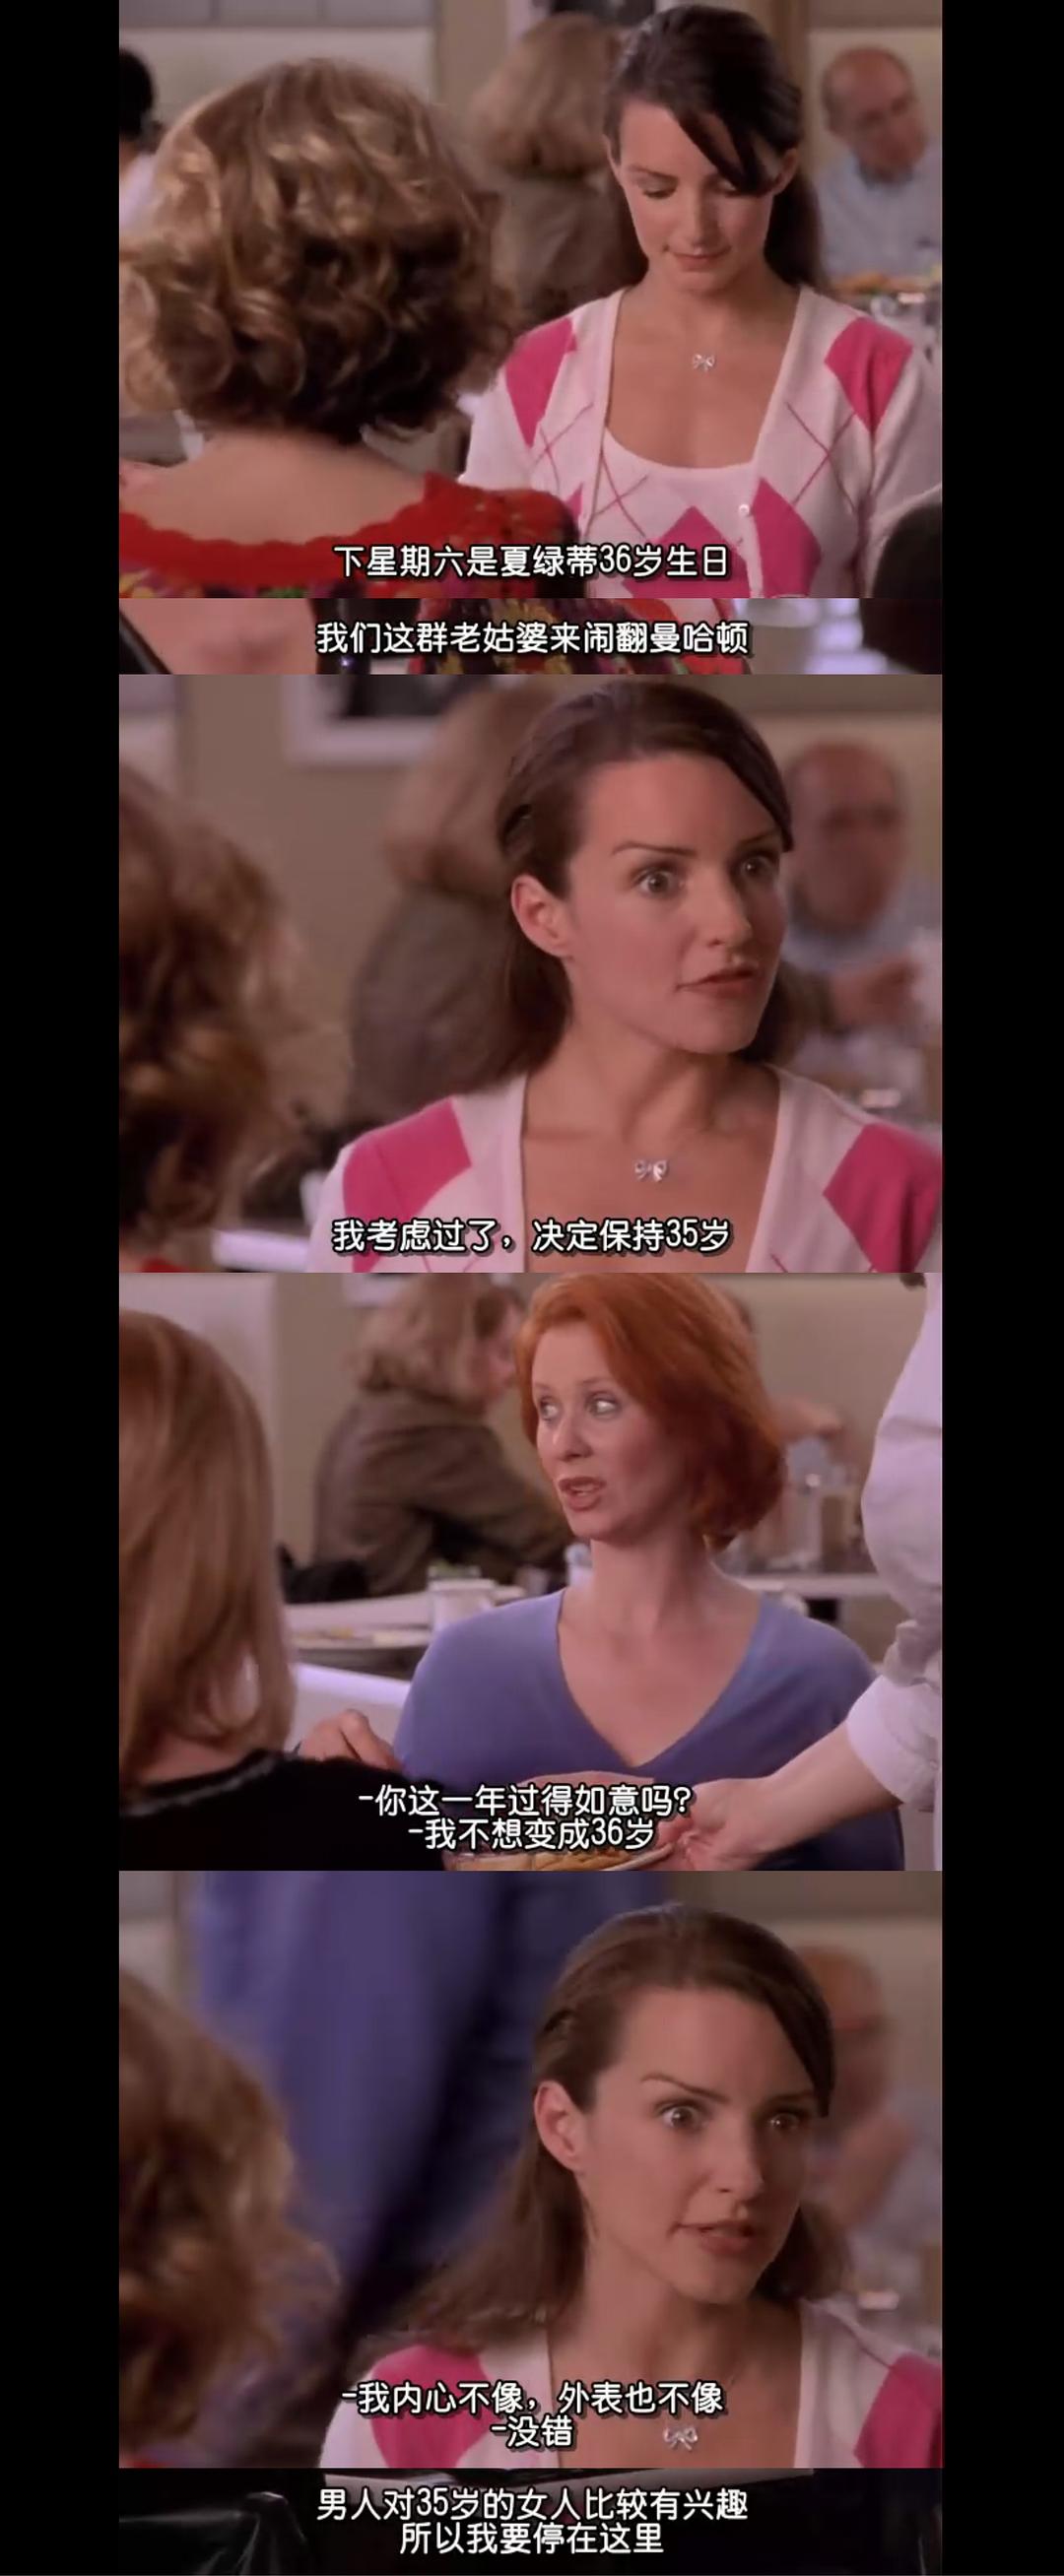 下星期六是夏绿蒂36岁生日
我们这群老姑婆来闹翻曼哈顿
我考虑过了，决定保持35岁
-你这一年过得如意吗?
-我不想变成36岁
-我内心不像，外表也不像
-没错
男人对35岁的女人比较有兴趣
所以我要停在这里